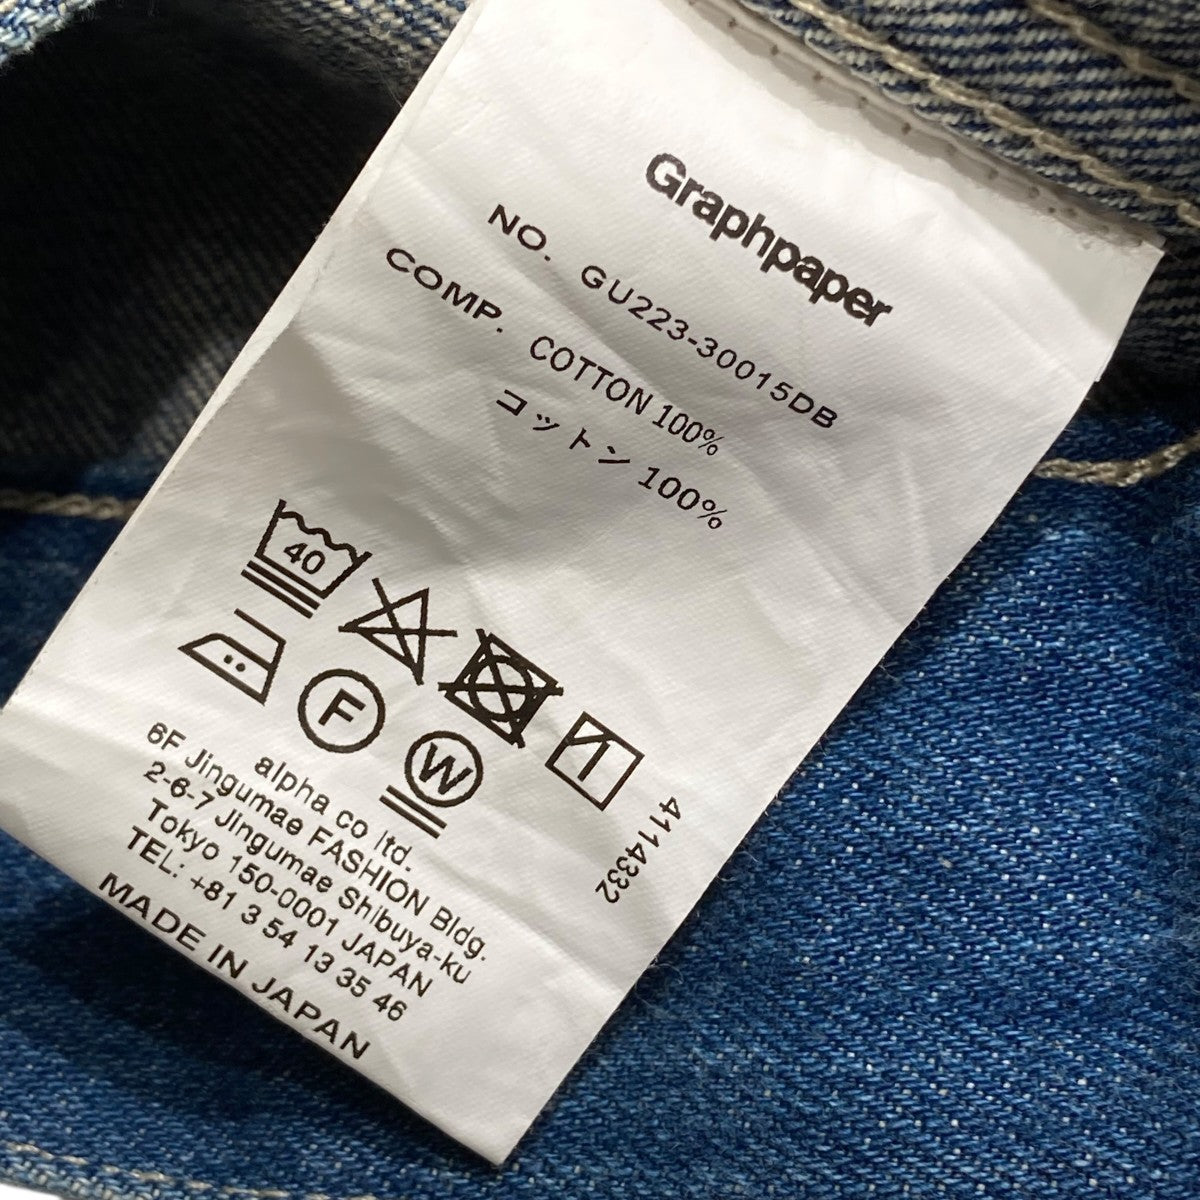 Graphpaper
NO. GU223-30015DB
COMP. COTTON 100%
コットン 100%
40
F
W
4114332
alpha co ltd.
6F Jingumae FASHION Bldg.
2-6-7 Jingumae Shibuya-ku
Tokyo 150-0001 JAPAN
TEL: +81 3 54 13 35 46
MADE IN JAPAN